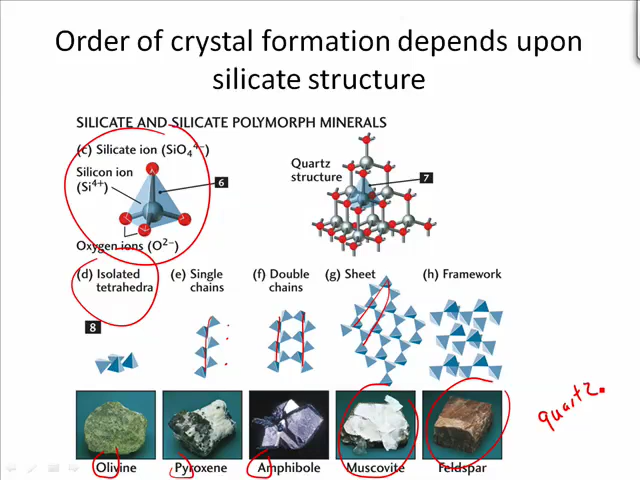 Order of crystal formation depends upon
silicate structure
SILICATE AND SILICATE POLYMORPH MINERALS
(c) Silicate ion (SiO₄⁴⁻)
Silicon ion
(Si⁴⁺)
6
Oxygen ions (O²⁻)
Quartz
structure
7
(d) Isolated
tetrahedra
(e) Single
chains
(f) Double
chains
(g) Sheet
(h) Framework
8
quartz.
Olivine
Pyroxene
Amphibole
Muscovite
Feldspar